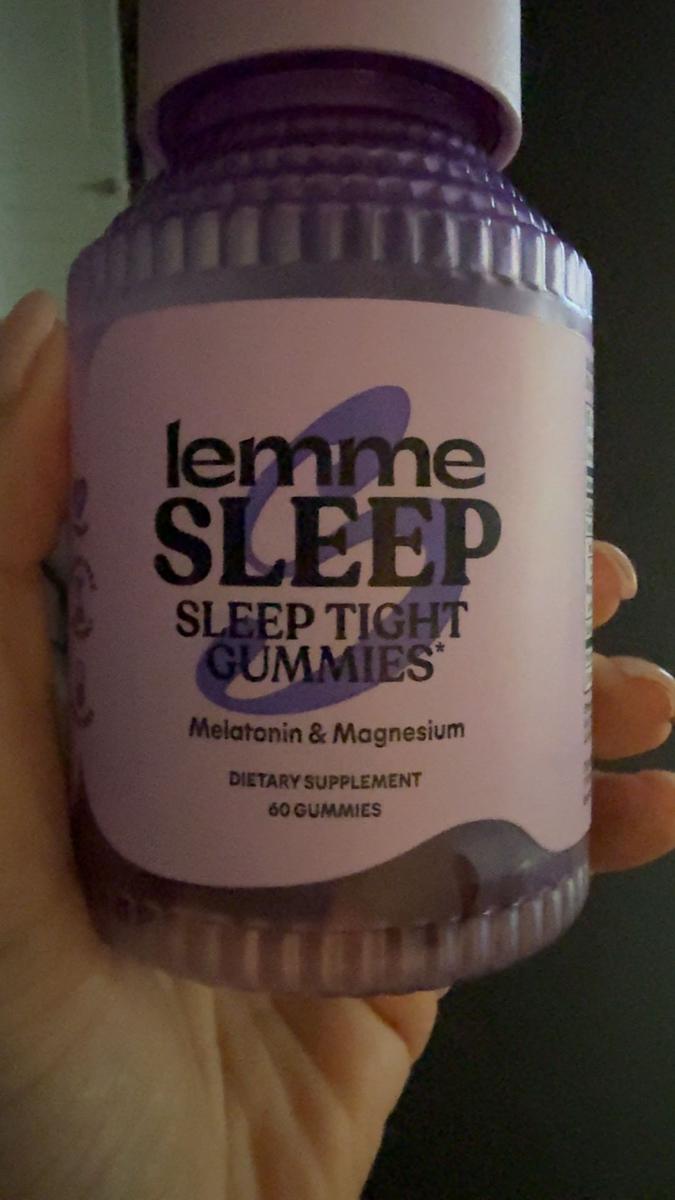 lemme
SLEEP
SLEEP TIGHT
GUMMIES*
Melatonin & Magnesium
DIETARY SUPPLEMENT
60 GUMMIES